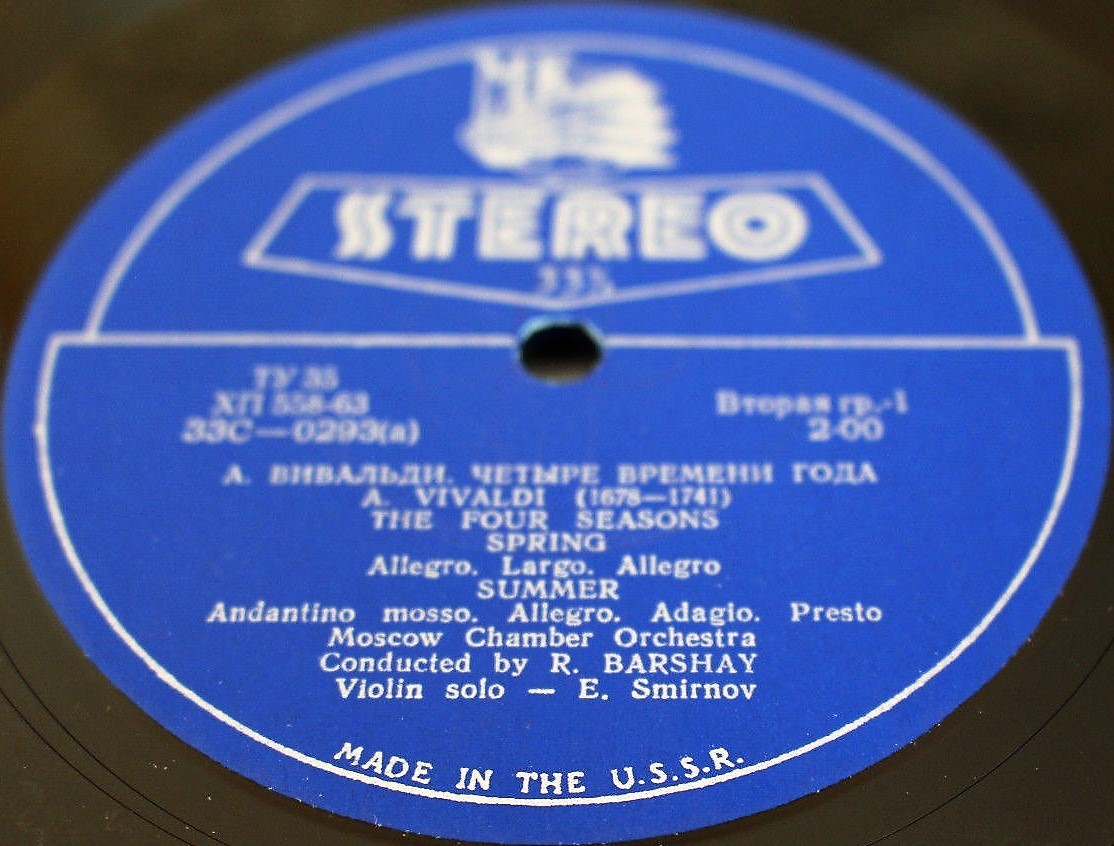 STEREO
ТУ 35
ХП 558-63
33С—0293(а)
Вторая гр.-1
2-00
А. ВИВАЛЬДИ. ЧЕТЫРЕ ВРЕМЕНИ ГОДА
A. VIVALDI (1678—1741)
THE FOUR SEASONS
SPRING
Allegro. Largo. Allegro
SUMMER
Andantino mosso. Allegro. Adagio. Presto
Moscow Chamber Orchestra
Conducted by R. BARSHAY
Violin solo — E. Smirnov
MADE IN THE U.S.S.R.